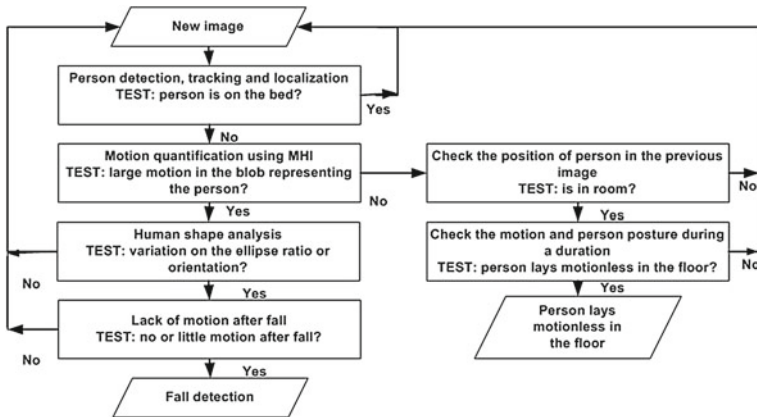 New image
Person detection, tracking and localization
TEST: person is on the bed?
Yes
No
Motion quantification using MHI
TEST: large motion in the blob representing
the person?
No
Yes
Check the position of person in the previous
image
TEST: is in room?
No
Yes
Human shape analysis
TEST: variation on the ellipse ratio or
orientation?
No
Yes
Check the motion and person posture during
a duration
TEST: person lays motionless in the floor?
No
Yes
Lack of motion after fall
TEST: no or little motion after fall?
No
Yes
Person lays
motionless in
the floor
Fall detection